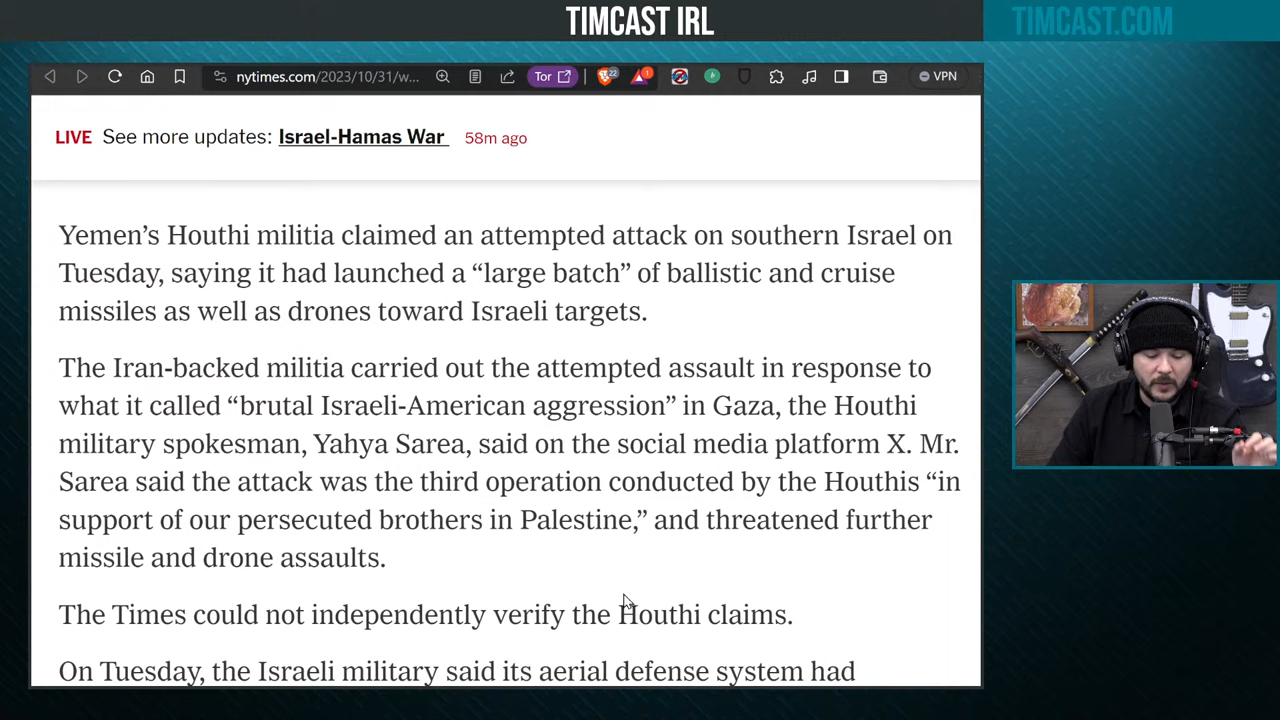 TIMCAST IRL
TIMCAST.COM
nytimes.com/2023/10/31/w...
Tor
22
1
VPN
LIVE See more updates: Israel-Hamas War 58m ago
Yemen’s Houthi militia claimed an attempted attack on southern Israel on
Tuesday, saying it had launched a “large batch” of ballistic and cruise
missiles as well as drones toward Israeli targets.
The Iran-backed militia carried out the attempted assault in response to
what it called “brutal Israeli-American aggression” in Gaza, the Houthi
military spokesman, Yahya Sarea, said on the social media platform X. Mr.
Sarea said the attack was the third operation conducted by the Houthis “in
support of our persecuted brothers in Palestine,” and threatened further
missile and drone assaults.
The Times could not independently verify the Houthi claims.
On Tuesday, the Israeli military said its aerial defense system had